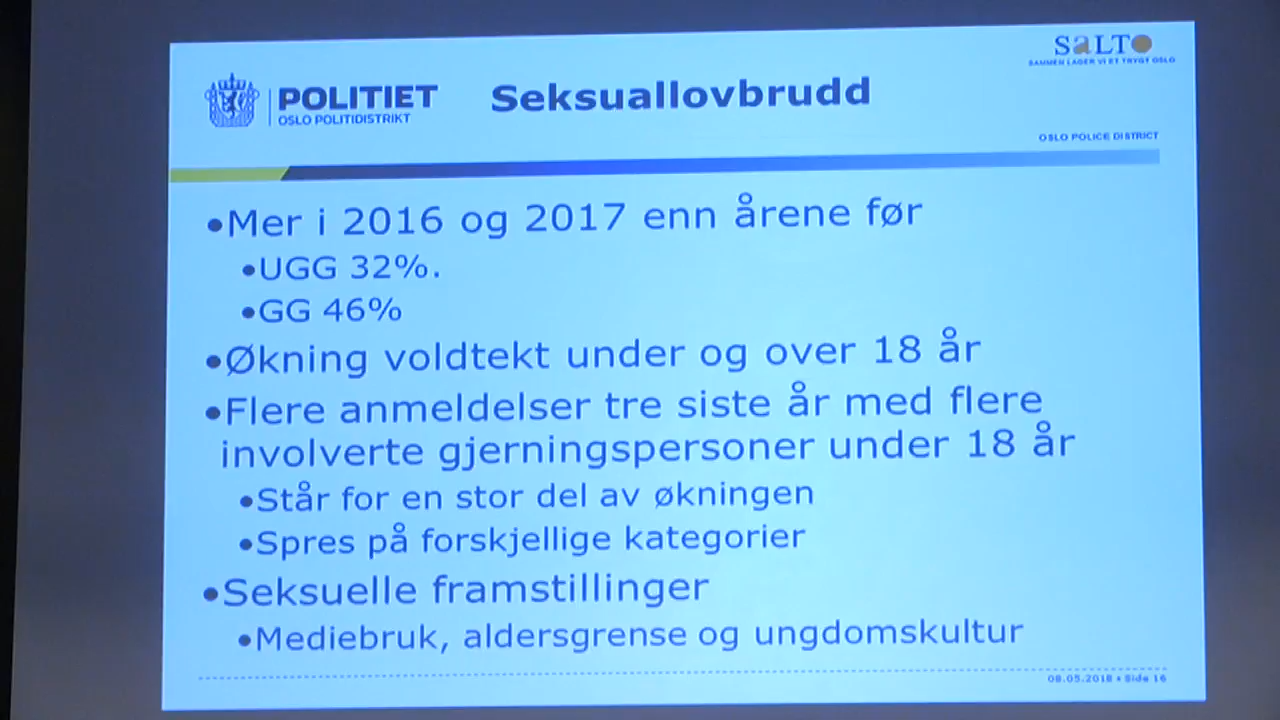 SaLTO
SAMMEN LAGER VI ET TRYGT OSLO
POLITIET
OSLO POLITIDISTRIKT
Seksuallovbrudd
OSLO POLICE DISTRICT
•Mer i 2016 og 2017 enn årene før
•UGG 32%.
•GG 46%
•Økning voldtekt under og over 18 år
•Flere anmeldelser tre siste år med flere
involverte gjerningspersoner under 18 år
•Står for en stor del av økningen
•Spres på forskjellige kategorier
•Seksuelle framstillinger
•Mediebruk, aldersgrense og ungdomskultur
08.05.2018 • Side 16